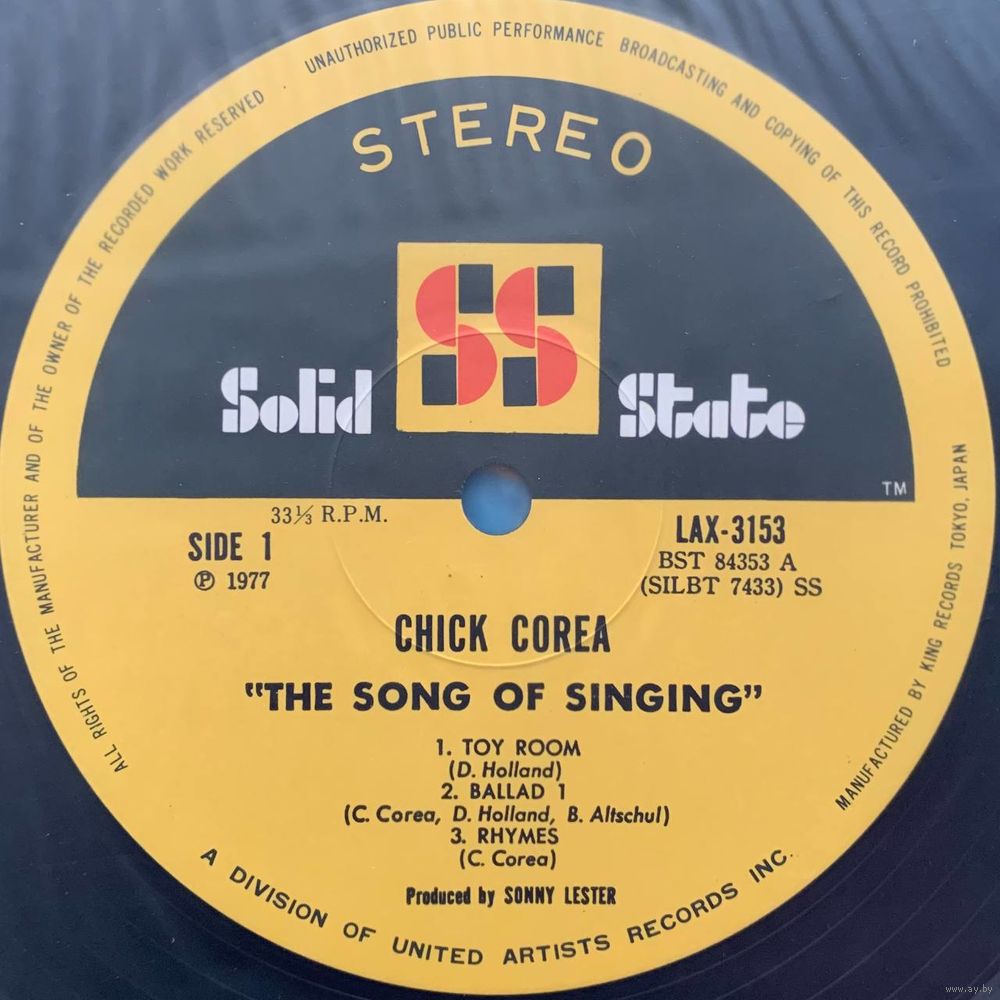 ALL RIGHTS OF THE MANUFACTURER AND OF THE OWNER OF THE RECORDED WORK RESERVED
UNAUTHORIZED PUBLIC PERFORMANCE BROADCASTING AND COPYING OF THIS RECORD PROHIBITED
STEREO
SS
Solid State
TM
33⅓ R.P.M.
SIDE 1
Ⓟ 1977
LAX-3153
BST 84353 A
(SILBT 7433) SS
CHICK COREA
"THE SONG OF SINGING"
1. TOY ROOM
(D. Holland)
2. BALLAD 1
(C. Corea, D. Holland, B. Altschul)
3. RHYMES
(C. Corea)
Produced by SONNY LESTER
A DIVISION OF UNITED ARTISTS RECORDS INC.
MANUFACTURED BY KING RECORDS TOKYO, JAPAN
www.ay.by